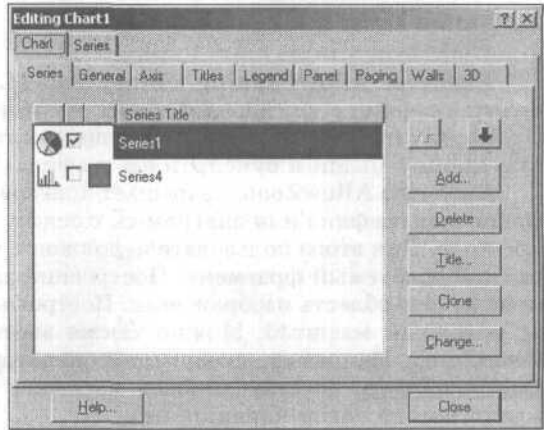 Editing Chart1
Chart Series
Series General Axis Titles Legend Panel Paging Walls 3D
Series Title
Series1
Series4
Add...
Delete
Title...
Clone
Change...
Help...
Close